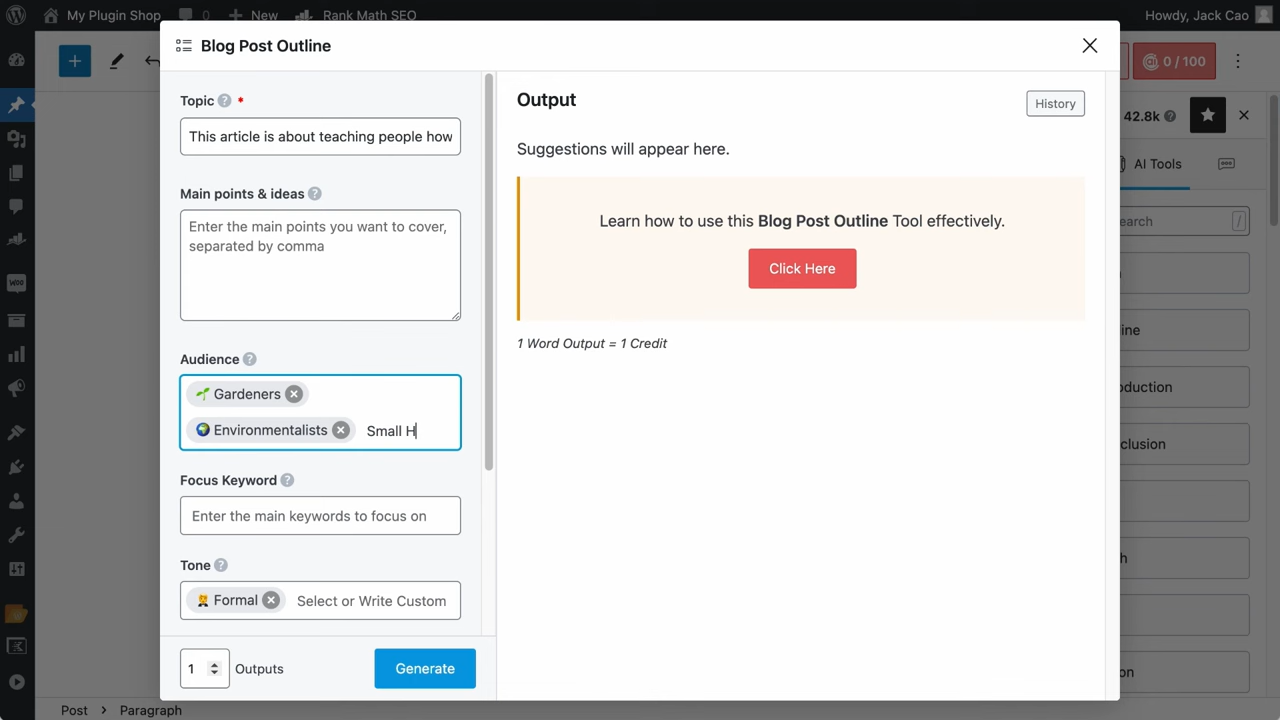 My Plugin Shop
0
New
Rank Math SEO
Howdy, Jack Cao
Blog Post Outline
0 / 100
Topic ? *
This article is about teaching people how
Main points & ideas ?
Enter the main points you want to cover,
separated by comma
Audience ?
Gardeners
Environmentalists
Small H
Focus Keyword ?
Enter the main keywords to focus on
Tone ?
Formal
Select or Write Custom
1
Outputs
Generate
Output
History
Suggestions will appear here.
Learn how to use this Blog Post Outline Tool effectively.
Click Here
1 Word Output = 1 Credit
42.8k ?
AI Tools
/
Woo
Post > Paragraph